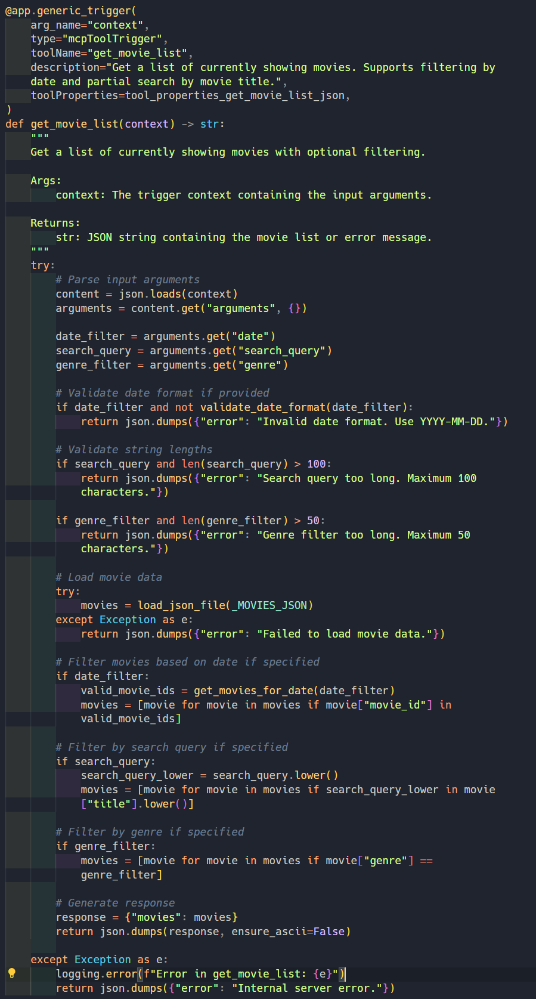 @app.generic_trigger(
    arg_name="context",
    type="mcpToolTrigger",
    toolName="get_movie_list",
    description="Get a list of currently showing movies. Supports filtering by
    date and partial search by movie title.",
    toolProperties=tool_properties_get_movie_list_json,
)
def get_movie_list(context) -> str:
    """
    Get a list of currently showing movies with optional filtering.

    Args:
        context: The trigger context containing the input arguments.

    Returns:
        str: JSON string containing the movie list or error message.
    """
    try:
        # Parse input arguments
        content = json.loads(context)
        arguments = content.get("arguments", {})

        date_filter = arguments.get("date")
        search_query = arguments.get("search_query")
        genre_filter = arguments.get("genre")

        # Validate date format if provided
        if date_filter and not validate_date_format(date_filter):
            return json.dumps({"error": "Invalid date format. Use YYYY-MM-DD."})

        # Validate string lengths
        if search_query and len(search_query) > 100:
            return json.dumps({"error": "Search query too long. Maximum 100
            characters."})

        if genre_filter and len(genre_filter) > 50:
            return json.dumps({"error": "Genre filter too long. Maximum 50
            characters."})

        # Load movie data
        try:
            movies = load_json_file(_MOVIES_JSON)
        except Exception as e:
            return json.dumps({"error": "Failed to load movie data."})

        # Filter movies based on date if specified
        if date_filter:
            valid_movie_ids = get_movies_for_date(date_filter)
            movies = [movie for movie in movies if movie["movie_id"] in
            valid_movie_ids]

        # Filter by search query if specified
        if search_query:
            search_query_lower = search_query.lower()
            movies = [movie for movie in movies if search_query_lower in movie
            ["title"].lower()]

        # Filter by genre if specified
        if genre_filter:
            movies = [movie for movie in movies if movie["genre"] ==
            genre_filter]

        # Generate response
        response = {"movies": movies}
        return json.dumps(response, ensure_ascii=False)

    except Exception as e:
        logging.error(f"Error in get_movie_list: {e}")
        return json.dumps({"error": "Internal server error."})